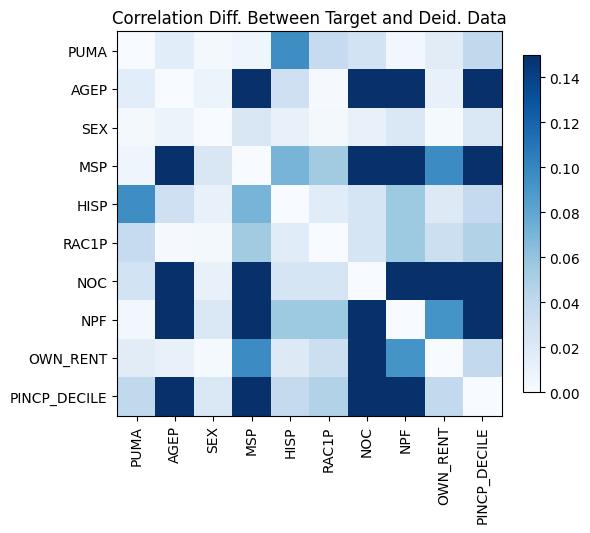 Correlation Diff. Between Target and Deid. Data
PUMA
AGEP
SEX
MSP
HISP
RAC1P
NOC
NPF
OWN_RENT
PINCP_DECILE
PUMA
AGEP
SEX
MSP
HISP
RAC1P
NOC
NPF
OWN_RENT
PINCP_DECILE
0.14
0.12
0.10
0.08
0.06
0.04
0.02
0.00